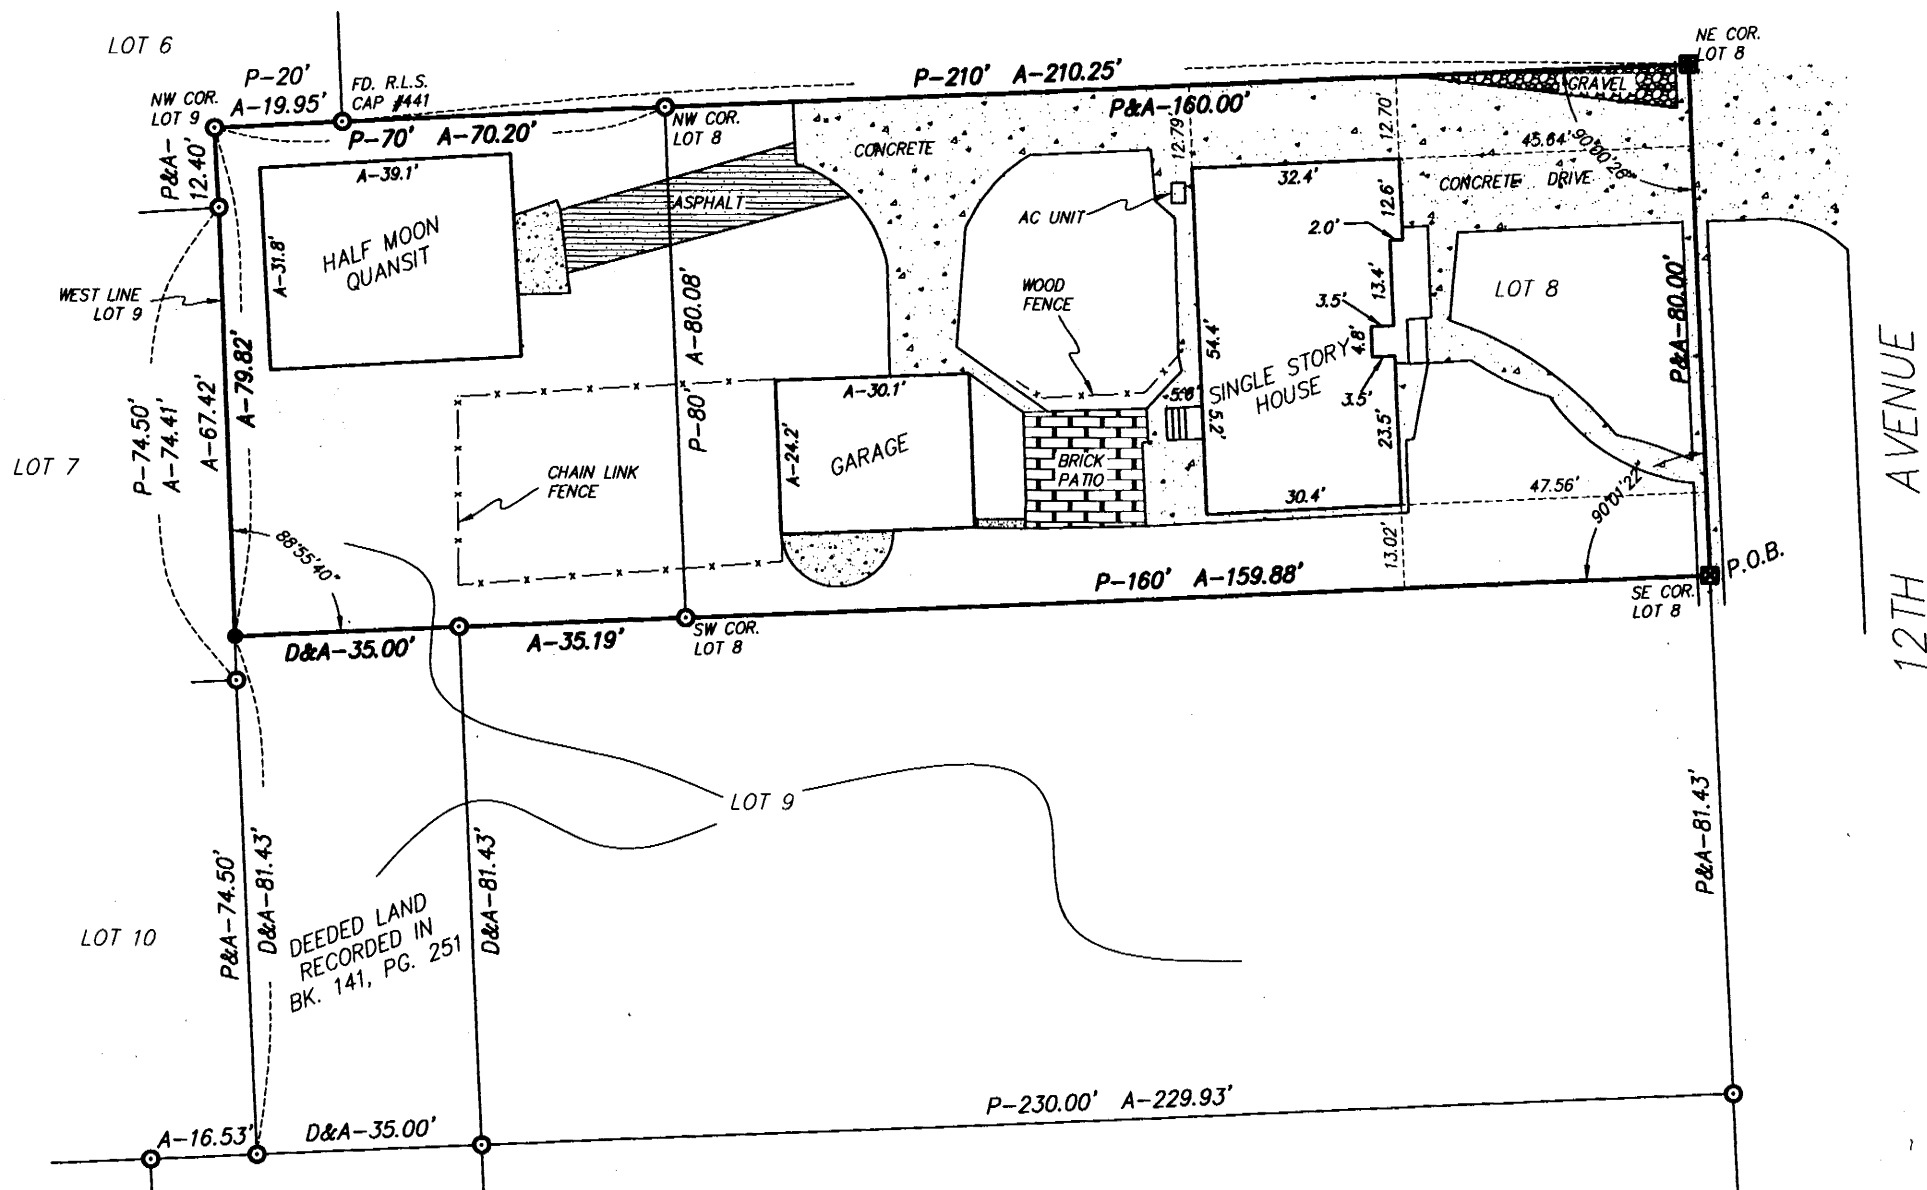 LOT 6
P-20'
A-19.95'
FD. R.L.S.
CAP #441
NW COR.
LOT 9
P-70' A-70.20'
NW COR.
LOT 8
P-210' A-210.25'
P&A-160.00'
NE COR.
LOT 8
GRAVEL
P&A-
12.40'
A-39.1'
A-31.8'
HALF MOON
QUANSIT
ASPHALT
CONCRETE
12.79'
12.70'
45.64'
90°00'26"
32.4'
CONCRETE DRIVE
AC UNIT
12.6'
2.0'
13.4'
3.5'
4.8'
3.5'
23.5'
LOT 8
P&A-80.00'
WEST LINE
LOT 9
WOOD
FENCE
54.4'
SINGLE STORY
HOUSE
5.6'
5.2'
P-80' A-80.08'
A-79.82'
A-67.42'
P-74.50'
A-74.41'
LOT 7
A-30.1'
A-24.2'
GARAGE
CHAIN LINK
FENCE
BRICK
PATIO
30.4'
47.56'
90°01'22"
13.02'
88°55'40"
P-160' A-159.88'
P.O.B.
SE COR.
LOT 8
12TH AVENUE
D&A-35.00'
A-35.19'
SW COR.
LOT 8
LOT 9
P&A-81.43'
P&A-74.50'
D&A-81.43'
D&A-81.43'
LOT 10
DEEDED LAND
RECORDED IN
BK. 141, PG. 251
P-230.00' A-229.93'
A-16.53'
D&A-35.00'